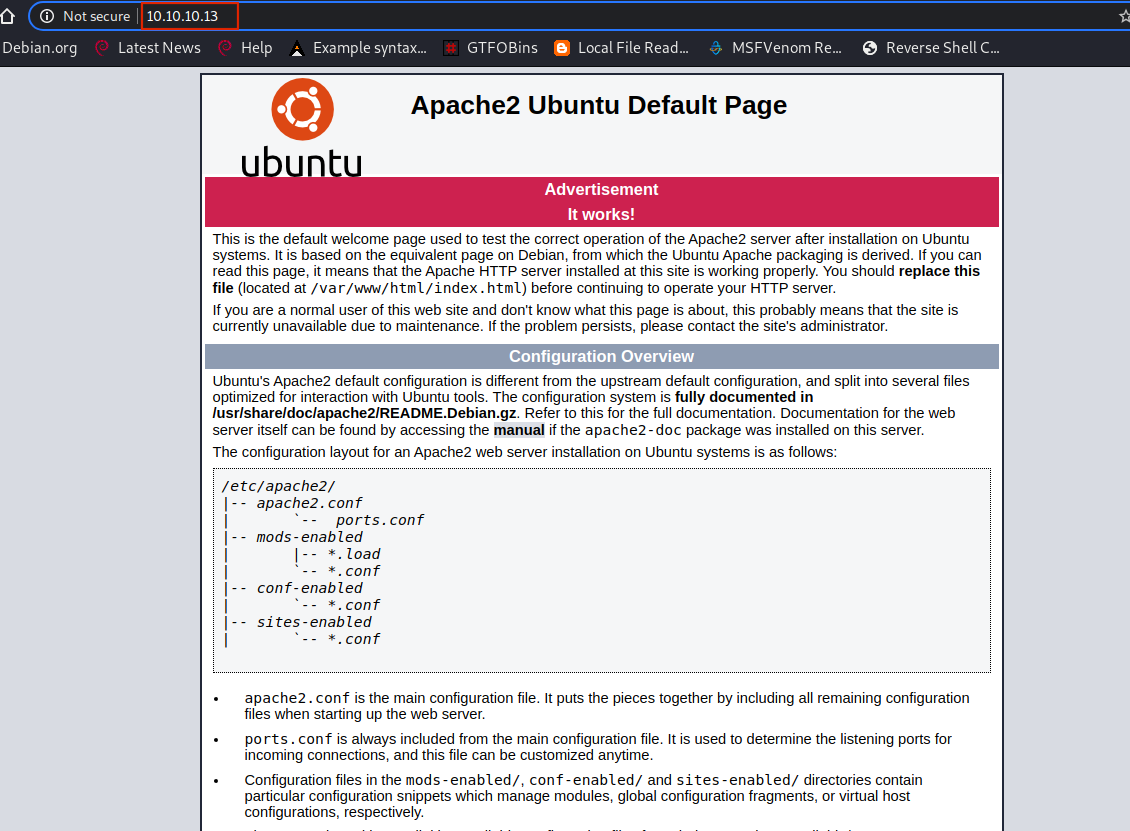 Not secure | 10.10.10.13
Debian.org Latest News Help Example syntax... GTFOBins Local File Read... MSFVenom Re... Reverse Shell C...
ubuntu
Apache2 Ubuntu Default Page
Advertisement
It works!
This is the default welcome page used to test the correct operation of the Apache2 server after installation on Ubuntu
systems. It is based on the equivalent page on Debian, from which the Ubuntu Apache packaging is derived. If you can
read this page, it means that the Apache HTTP server installed at this site is working properly. You should replace this
file (located at /var/www/html/index.html) before continuing to operate your HTTP server.
If you are a normal user of this web site and don't know what this page is about, this probably means that the site is
currently unavailable due to maintenance. If the problem persists, please contact the site's administrator.
Configuration Overview
Ubuntu's Apache2 default configuration is different from the upstream default configuration, and split into several files
optimized for interaction with Ubuntu tools. The configuration system is fully documented in
/usr/share/doc/apache2/README.Debian.gz. Refer to this for the full documentation. Documentation for the web
server itself can be found by accessing the manual if the apache2-doc package was installed on this server.
The configuration layout for an Apache2 web server installation on Ubuntu systems is as follows:
/etc/apache2/
|-- apache2.conf
|       `--  ports.conf
|-- mods-enabled
|       |-- *.load
|       `-- *.conf
|-- conf-enabled
|       `-- *.conf
|-- sites-enabled
|       `-- *.conf
• apache2.conf is the main configuration file. It puts the pieces together by including all remaining configuration
files when starting up the web server.
• ports.conf is always included from the main configuration file. It is used to determine the listening ports for
incoming connections, and this file can be customized anytime.
• Configuration files in the mods-enabled/, conf-enabled/ and sites-enabled/ directories contain
particular configuration snippets which manage modules, global configuration fragments, or virtual host
configurations, respectively.